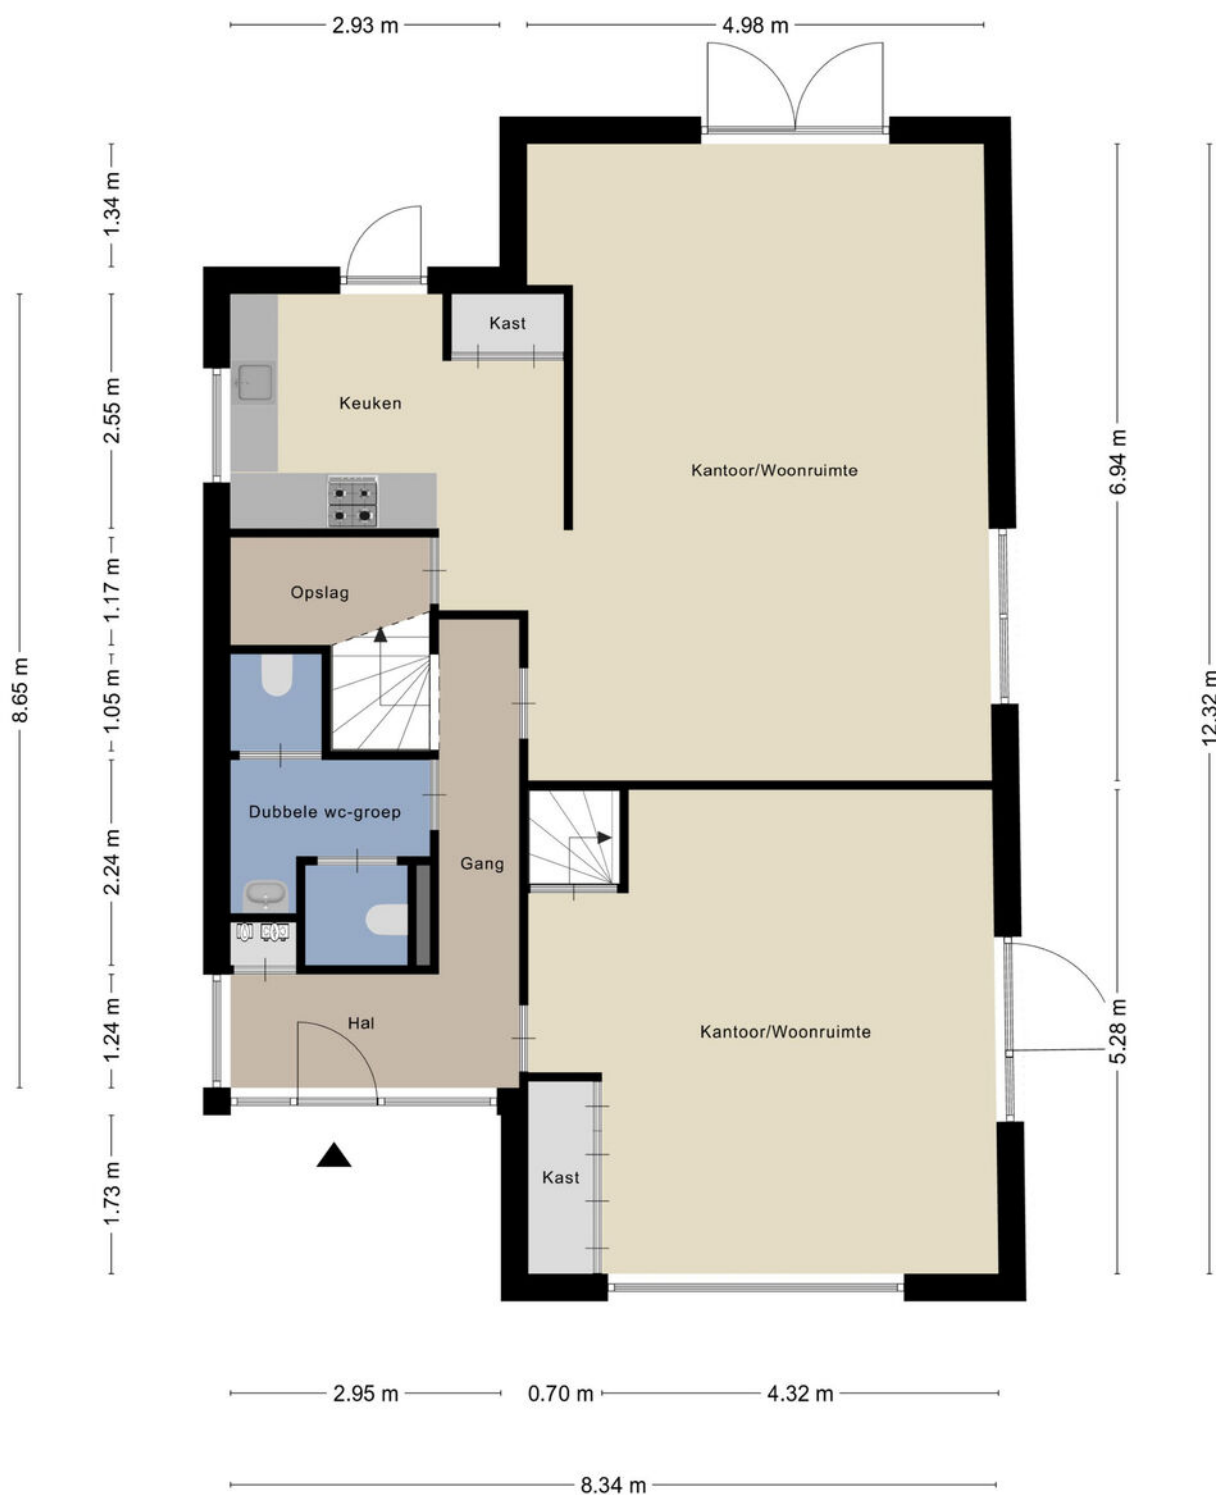 2.93 m
4.98 m
1.34 m
Kast
2.55 m
Keuken
6.94 m
Kantoor/Woonruimte
1.17 m
Opslag
8.65 m
1.05 m
12.32 m
Dubbele wc-groep
2.24 m
Gang
Hal
1.24 m
Kantoor/Woonruimte
5.28 m
Kast
1.73 m
2.95 m
0.70 m
4.32 m
8.34 m